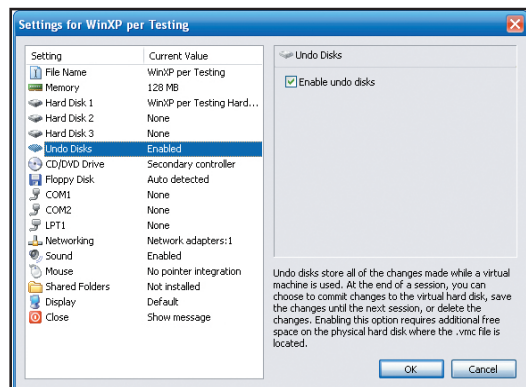 Settings for WinXP per Testing
Setting Current Value
File Name WinXP per Testing
Memory 128 MB
Hard Disk 1 WinXP per Testing Hard...
Hard Disk 2 None
Hard Disk 3 None
Undo Disks Enabled
CD/DVD Drive Secondary controller
Floppy Disk Auto detected
COM1 None
COM2 None
LPT1 None
Networking Network adapters:1
Sound Enabled
Mouse No pointer integration
Shared Folders Not installed
Display Default
Close Show message
Undo Disks
Enable undo disks
Undo disks store all of the changes made while a virtual
machine is used. At the end of a session, you can
choose to commit changes to the virtual hard disk, save
the changes until the next session, or delete the
changes. Enabling this option requires additional free
space on the physical hard disk where the .vmc file is
located.
OK Cancel